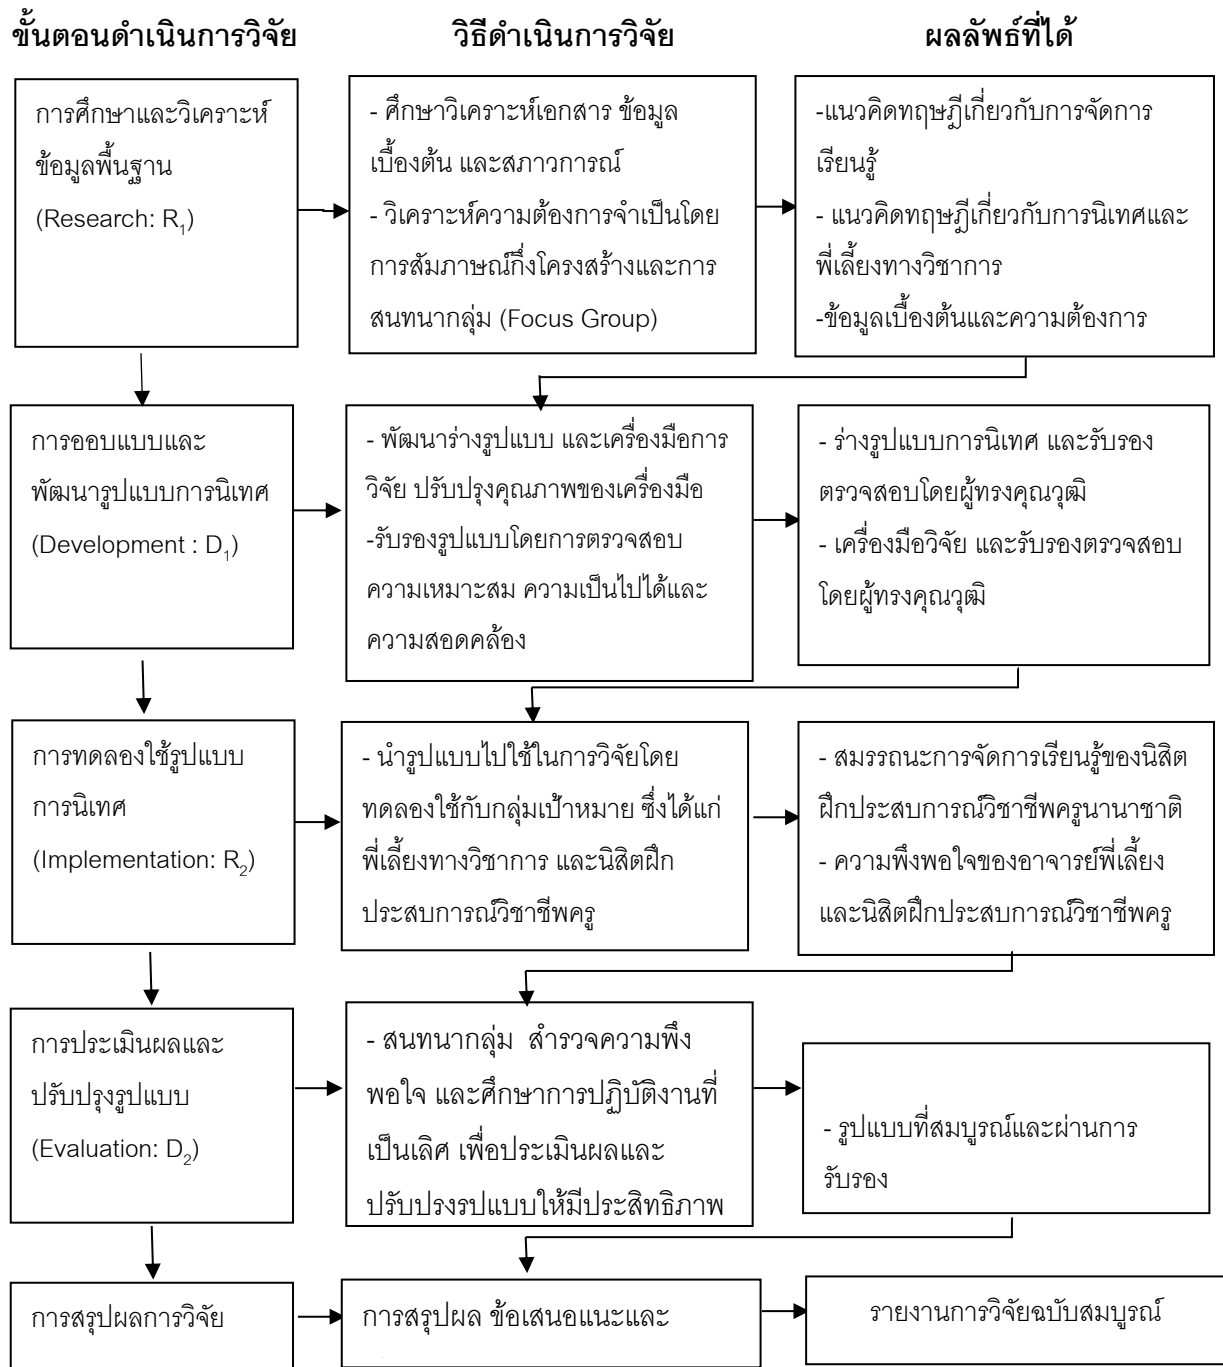 ขั้นตอนดำเนินการวิจัย
วิธีดำเนินการวิจัย
ผลลัพธ์ที่ได้
การศึกษาและวิเคราะห์
ข้อมูลพื้นฐาน
(Research: R₁)
- ศึกษาวิเคราะห์เอกสาร ข้อมูล
เบื้องต้น และสภาวการณ์
- วิเคราะห์ความต้องการจำเป็นโดย
การสัมภาษณ์กึ่งโครงสร้างและการ
สนทนากลุ่ม (Focus Group)
-แนวคิดทฤษฎีเกี่ยวกับการจัดการ
เรียนรู้
- แนวคิดทฤษฎีเกี่ยวกับการนิเทศและ
พี่เลี้ยงทางวิชาการ
-ข้อมูลเบื้องต้นและความต้องการ
การออกแบบและ
พัฒนารูปแบบการนิเทศ
(Development : D₁)
- พัฒนาร่างรูปแบบ และเครื่องมือการ
วิจัย ปรับปรุงคุณภาพของเครื่องมือ
-รับรองรูปแบบโดยการตรวจสอบ
ความเหมาะสม ความเป็นไปได้และ
ความสอดคล้อง
- ร่างรูปแบบการนิเทศ และรับรอง
ตรวจสอบโดยผู้ทรงคุณวุฒิ
- เครื่องมือวิจัย และรับรองตรวจสอบ
โดยผู้ทรงคุณวุฒิ
การทดลองใช้รูปแบบ
การนิเทศ
(Implementation: R₂)
- นำรูปแบบไปใช้ในการวิจัยโดย
ทดลองใช้กับกลุ่มเป้าหมาย ซึ่งได้แก่
พี่เลี้ยงทางวิชาการ และนิสิตฝึก
ประสบการณ์วิชาชีพครู
- สมรรถนะการจัดการเรียนรู้ของนิสิต
ฝึกประสบการณ์วิชาชีพครูนานาชาติ
- ความพึงพอใจของอาจารย์พี่เลี้ยง
และนิสิตฝึกประสบการณ์วิชาชีพครู
การประเมินผลและ
ปรับปรุงรูปแบบ
(Evaluation: D₂)
- สนทนากลุ่ม สำรวจความพึง
พอใจ และศึกษาการปฏิบัติงานที่
เป็นเลิศ เพื่อประเมินผลและ
ปรับปรุงรูปแบบให้มีประสิทธิภาพ
- รูปแบบที่สมบูรณ์และผ่านการ
รับรอง
การสรุปผลการวิจัย
การสรุปผล ข้อเสนอแนะและ
รายงานการวิจัยฉบับสมบูรณ์